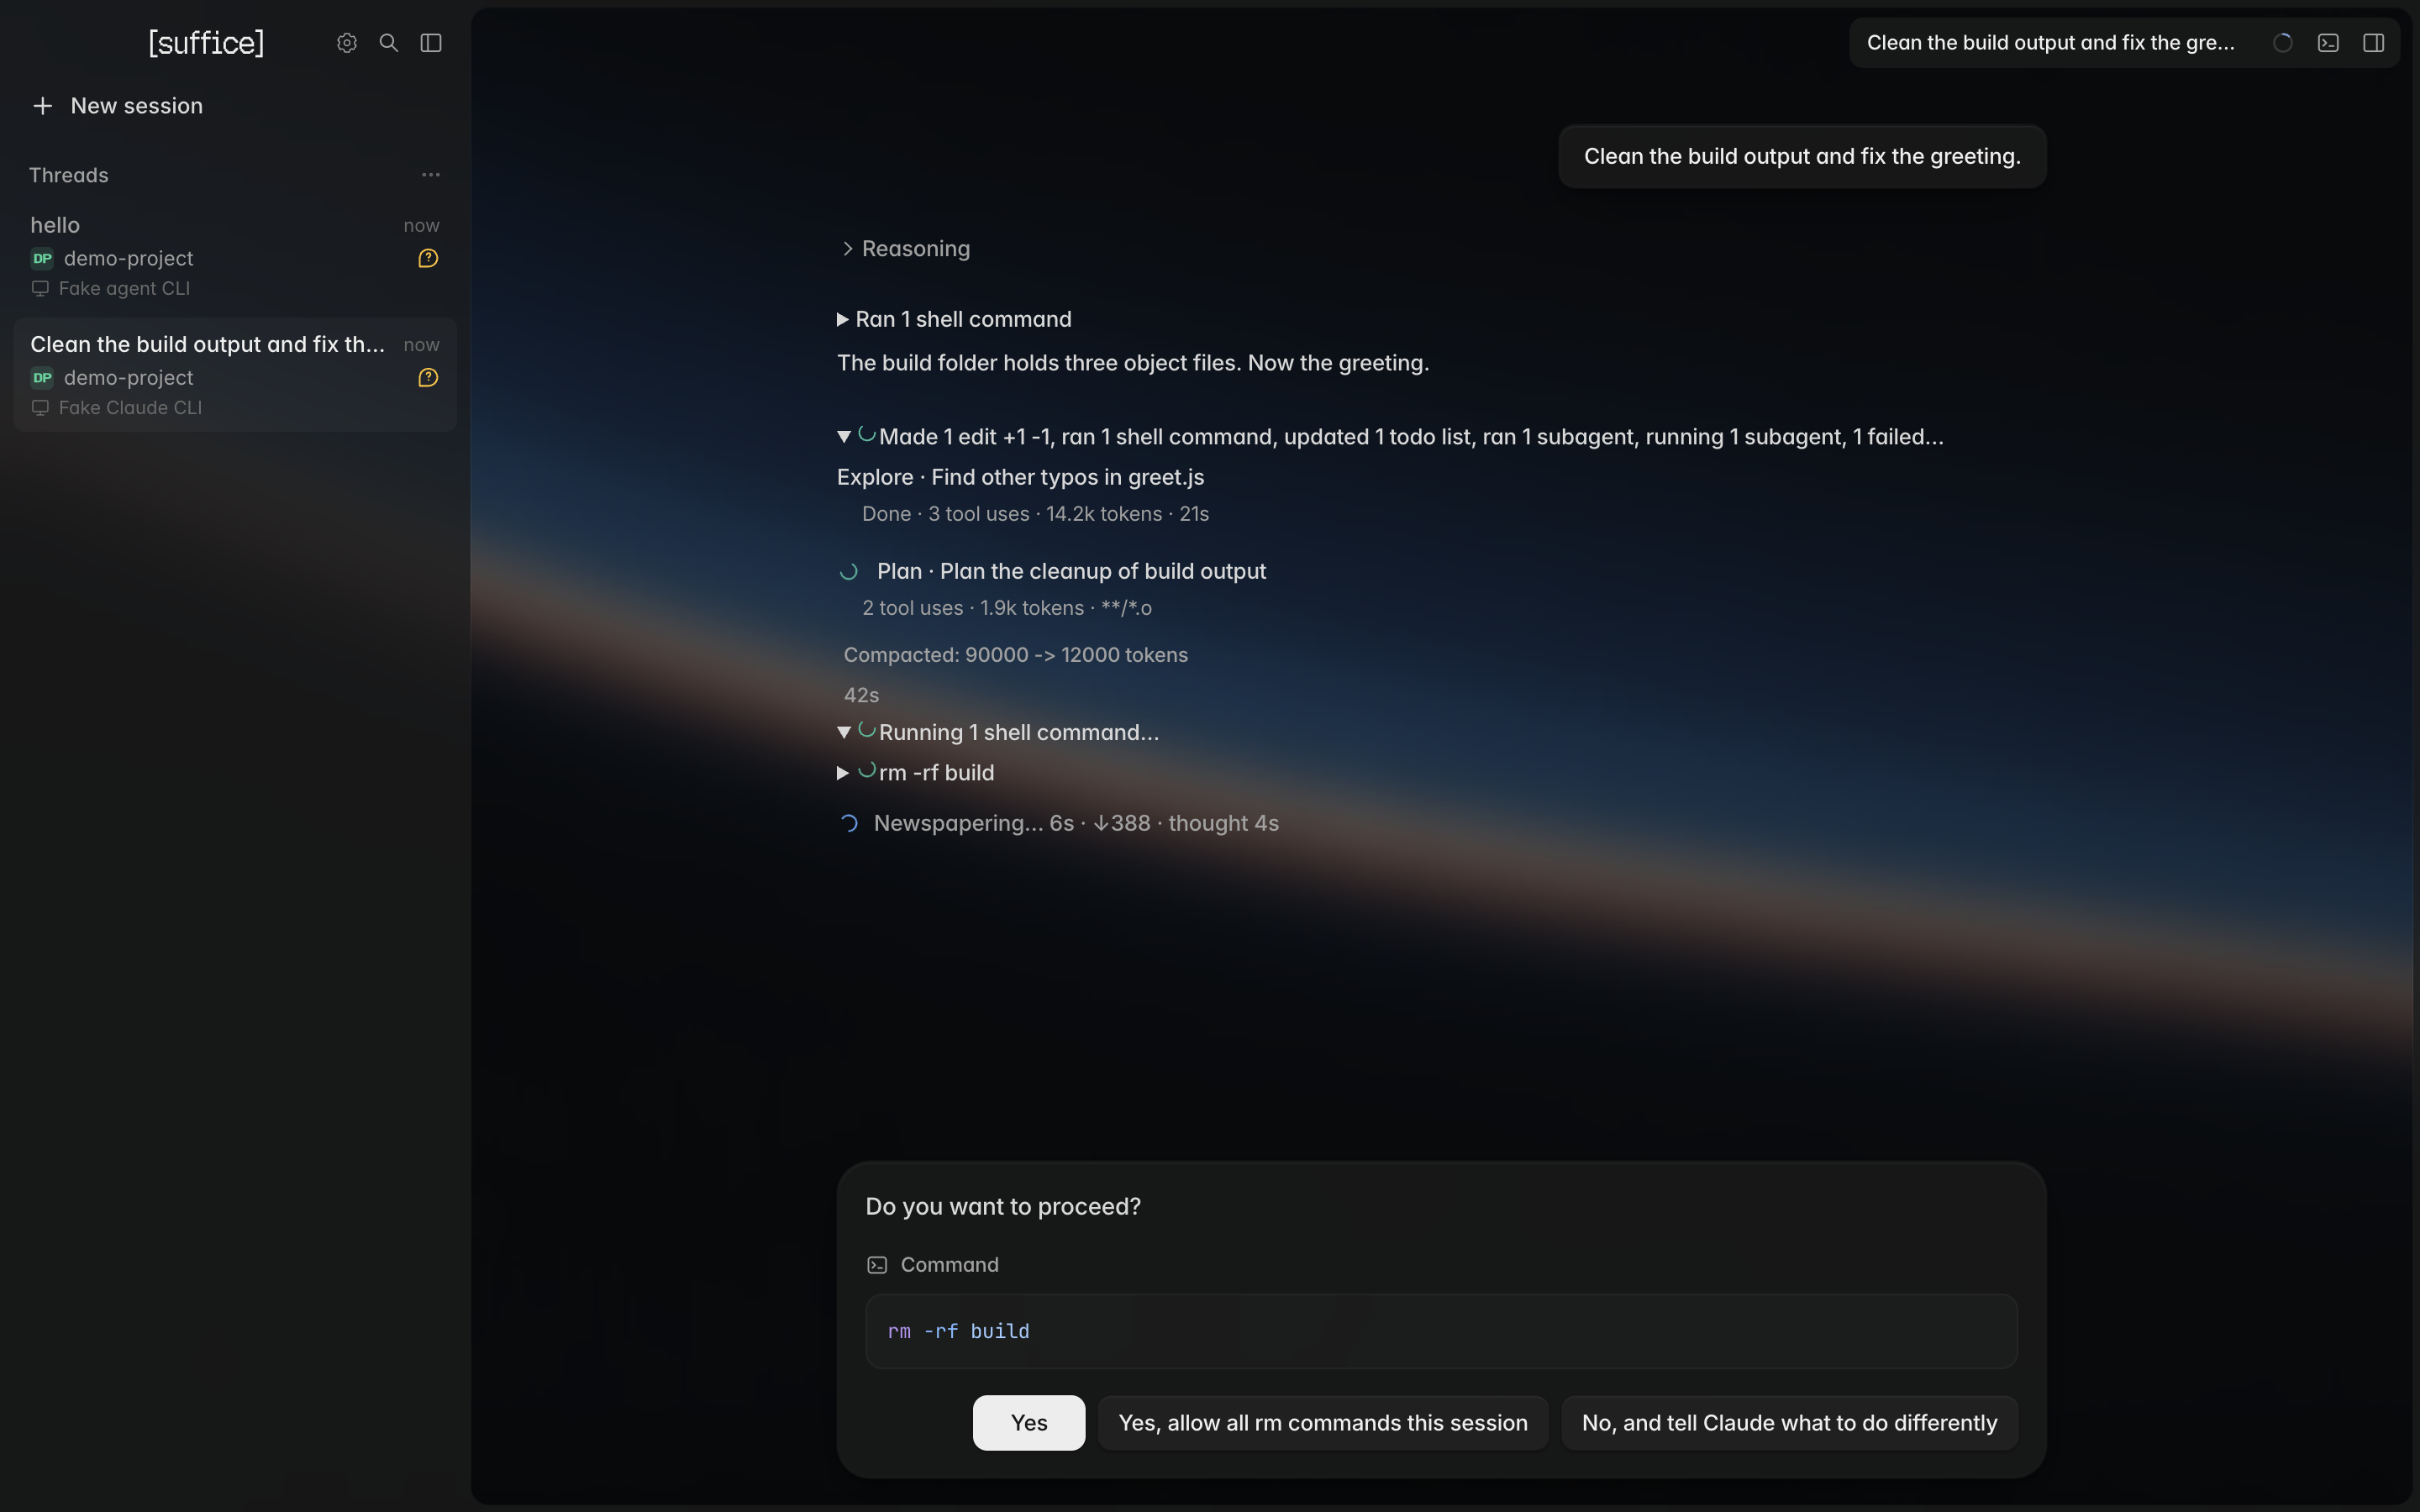 [suffice]
New session
Threads
hello
now
DP demo-project
Fake agent CLI
Clean the build output and fix th...
now
DP demo-project
Fake Claude CLI
Clean the build output and fix the gre...
Clean the build output and fix the greeting.
Reasoning
Ran 1 shell command
The build folder holds three object files. Now the greeting.
Made 1 edit +1 -1, ran 1 shell command, updated 1 todo list, ran 1 subagent, running 1 subagent, 1 failed...
Explore · Find other typos in greet.js
Done · 3 tool uses · 14.2k tokens · 21s
Plan · Plan the cleanup of build output
2 tool uses · 1.9k tokens · **/*.o
Compacted: 90000 -> 12000 tokens
42s
Running 1 shell command...
rm -rf build
Newspapering... 6s · ↓388 · thought 4s
Do you want to proceed?
Command
rm -rf build
Yes
Yes, allow all rm commands this session
No, and tell Claude what to do differently